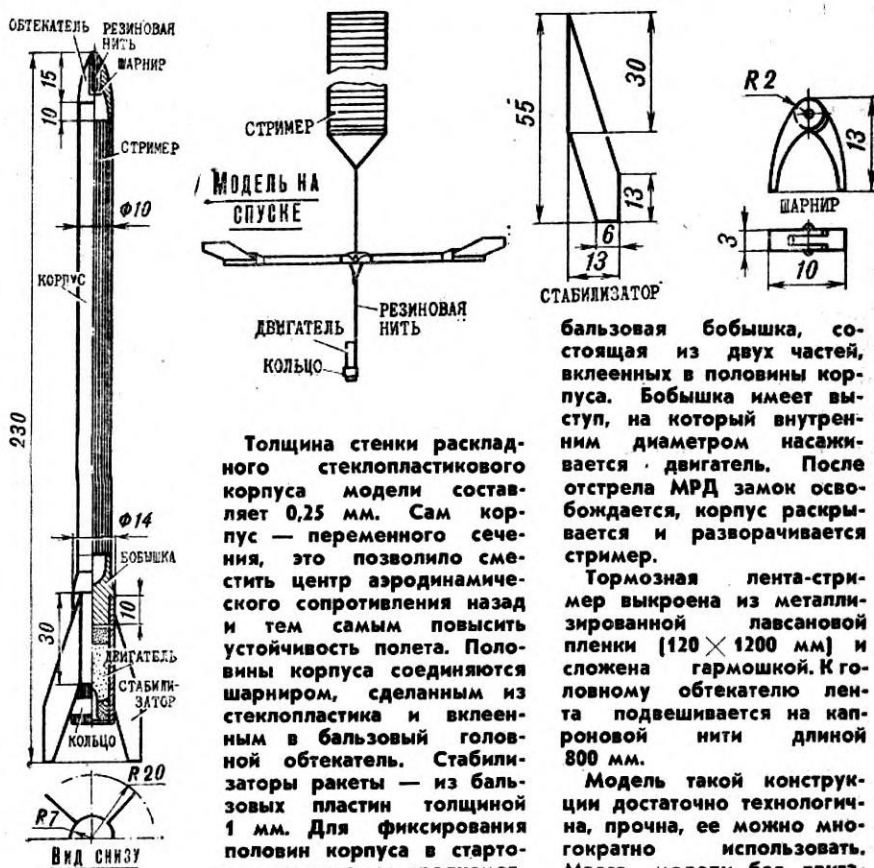 ОБТЕКАТЕЛЬ
РЕЗИНОВАЯ
НИТЬ
ШАРНИР
15
10
СТРИМЕР
Ф10
КОРПУС
230
Ф14
БОБЫШКА
10
30
ДВИГАТЕЛЬ
СТАБИЛИ-
ЗАТОР
КОЛЬЦО
R20
R7
ВИД СНИЗУ
СТРИМЕР
МОДЕЛЬ НА
СПУСКЕ
РЕЗИНОВАЯ
НИТЬ
ДВИГАТЕЛЬ
КОЛЬЦО
55
30
13
6
13
СТАБИЛИЗАТОР
R2
13
ШАРНИР
3
10
Толщина стенки расклад-
ного стеклопластикового
корпуса модели состав-
ляет 0,25 мм. Сам кор-
пус — переменного сече-
ния, это позволило сме-
стить центр аэродинамиче-
ского сопротивления назад
и тем самым повысить
устойчивость полета. Поло-
вины корпуса соединяются
шарниром, сделанным из
стеклопластика и вклеен-
ным в бальзовый голов-
ной обтекатель. Стабили-
заторы ракеты — из баль-
зовых пластин толщиной
1 мм. Для фиксирования
половин корпуса в старто-
бальзовая бобышка, со-
стоящая из двух частей,
вклеенных в половины кор-
пуса. Бобышка имеет вы-
ступ, на который внутрен-
ним диаметром насажи-
вается двигатель. После
отстрела МРД замок осво-
бождается, корпус раскры-
вается и разворачивается
стример.
Тормозная лента-стри-
мер выкроена из металли-
зированной лавсановой
пленки (120 × 1200 мм) и
сложена гармошкой. К го-
ловному обтекателю лен-
та подвешивается на кап-
роновой нити длиной
800 мм.
Модель такой конструк-
ции достаточно технологич-
на, прочна, ее можно мно-
гократно использовать.